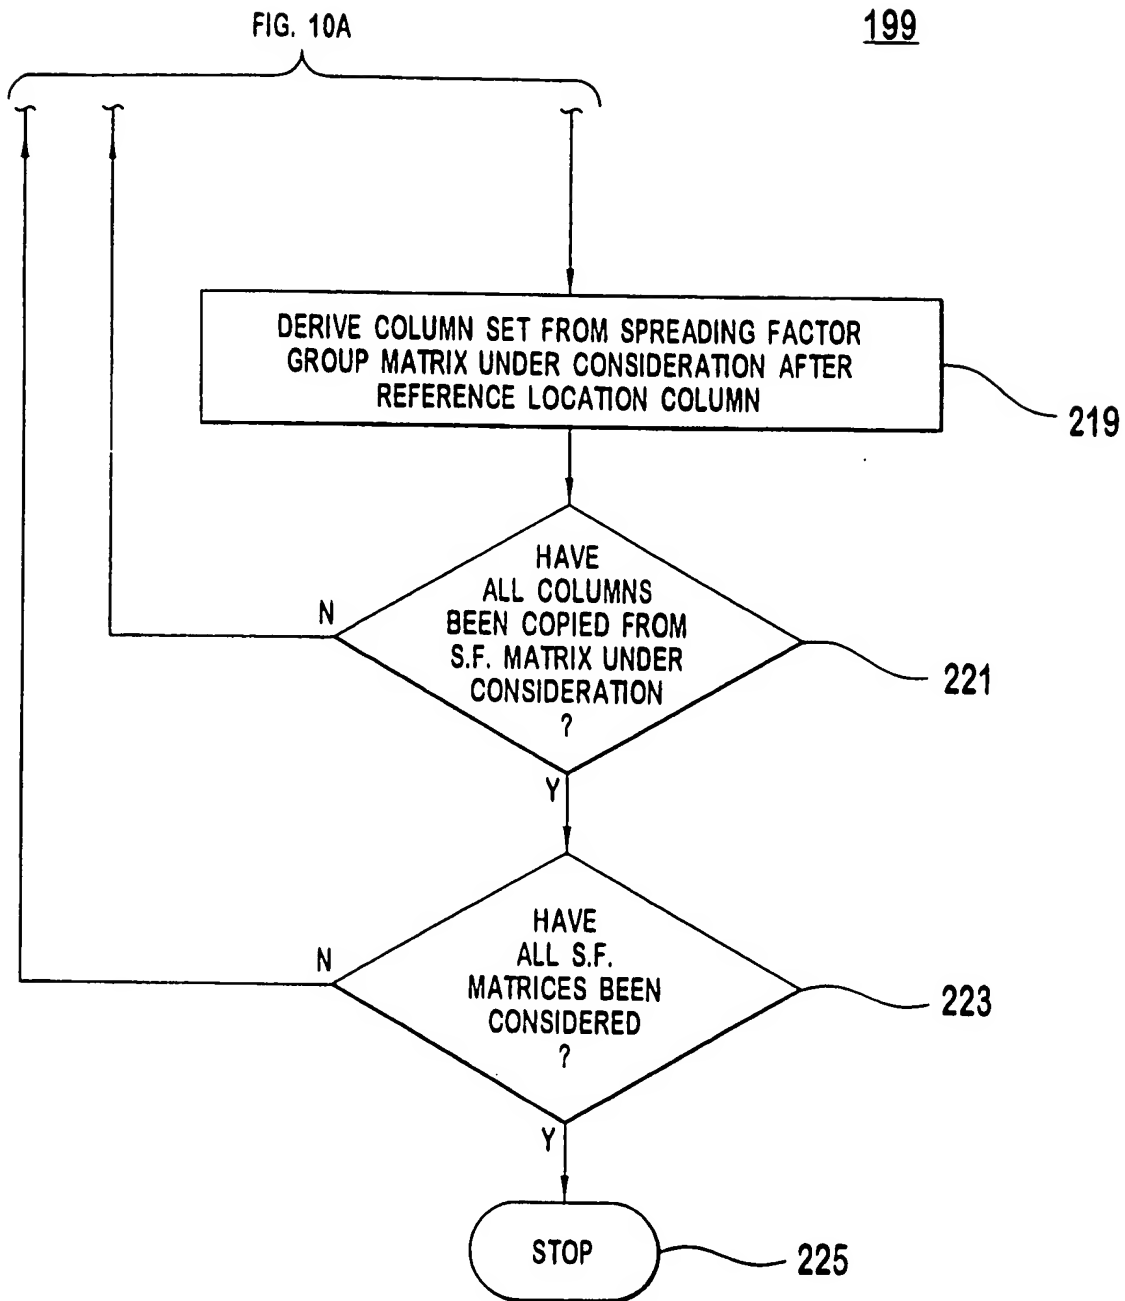 FIG. 10A
199
DERIVE COLUMN SET FROM SPREADING FACTOR
GROUP MATRIX UNDER CONSIDERATION AFTER
REFERENCE LOCATION COLUMN
219
HAVE
ALL COLUMNS
BEEN COPIED FROM
S.F. MATRIX UNDER
CONSIDERATION
?
N
221
Y
HAVE
ALL S.F.
MATRICES BEEN
CONSIDERED
?
N
223
Y
STOP
225